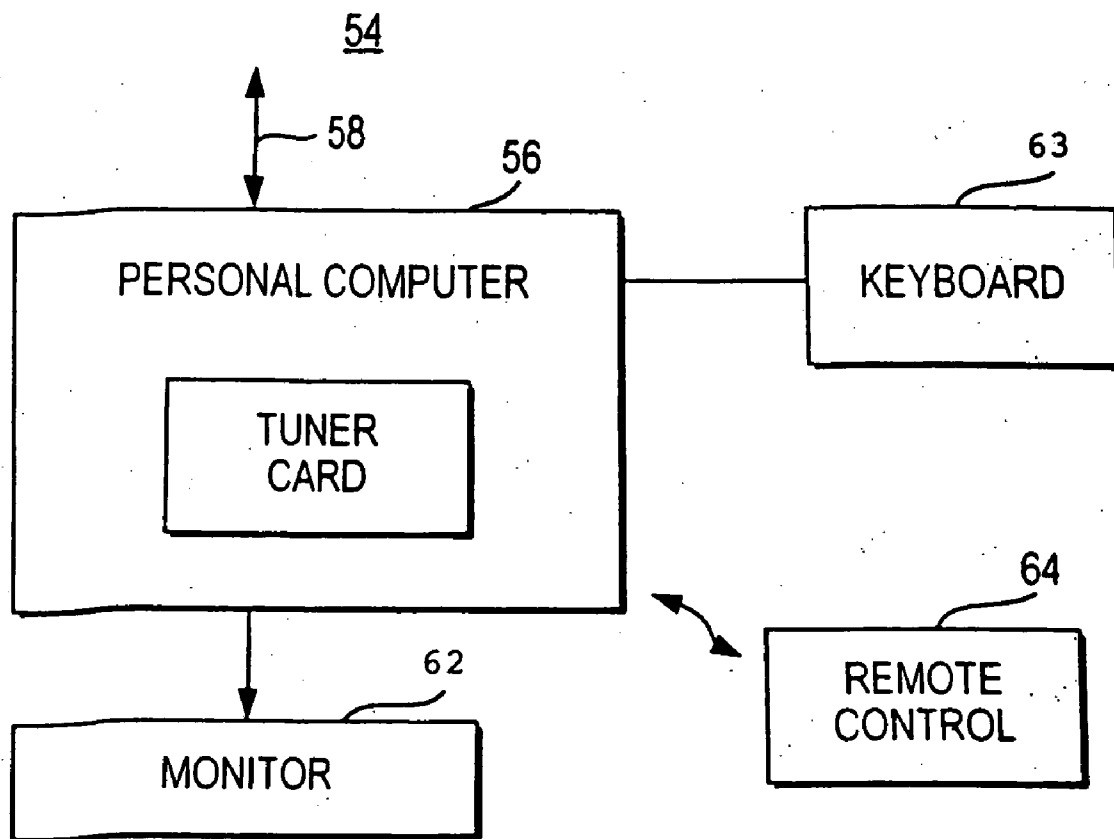 54
58
56
63
PERSONAL COMPUTER
KEYBOARD
TUNER
CARD
64
62
REMOTE
CONTROL
MONITOR